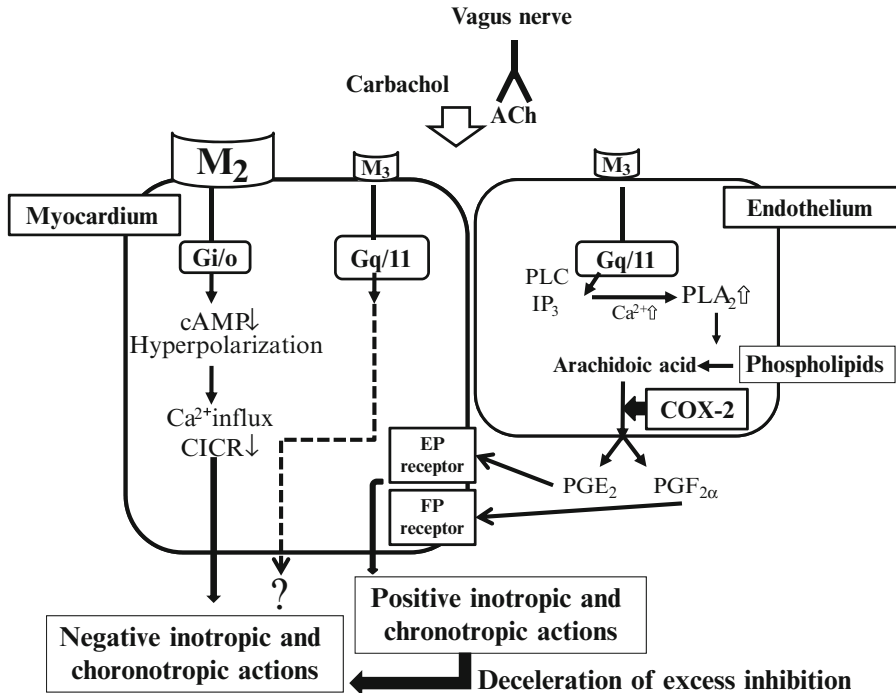 Vagus nerve
Carbachol
ACh
M₂
M₃
M₃
Myocardium
Endothelium
Gi/o
Gq/11
Gq/11
PLC
IP₃
Ca²⁺⇧
PLA₂⇧
cAMP↓
Hyperpolarization
Arachidoic acid
Phospholipids
COX-2
Ca²⁺influx
CICR↓
EP
receptor
PGE₂
PGF₂α
FP
receptor
?
Positive inotropic and
chronotropic actions
Negative inotropic and
choronotropic actions
Deceleration of excess inhibition